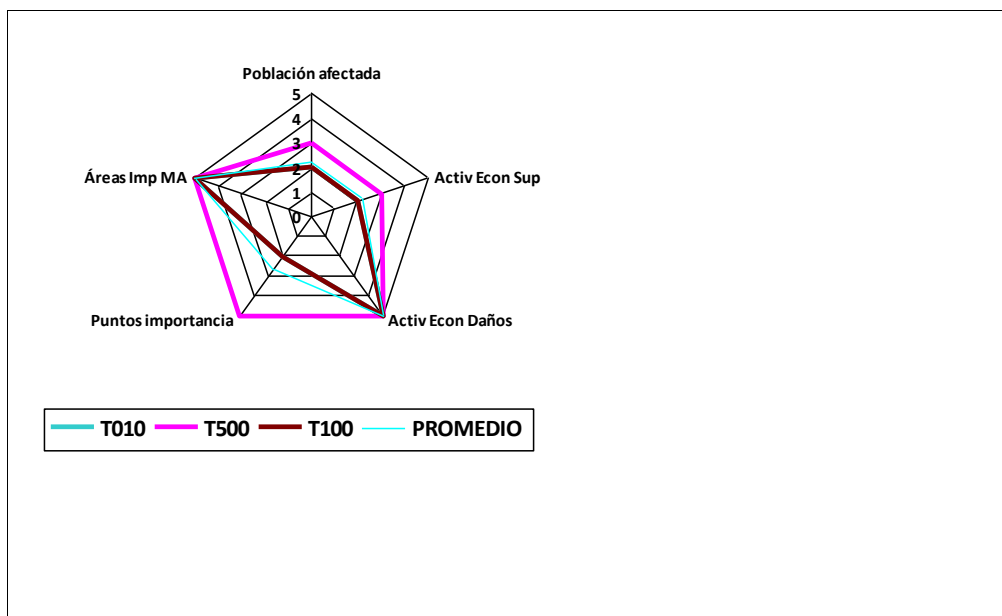 Población afectada
5
4
3
2
1
0
Áreas Imp MA
Activ Econ Sup
Puntos importancia
Activ Econ Daños
T010 T500 T100 PROMEDIO